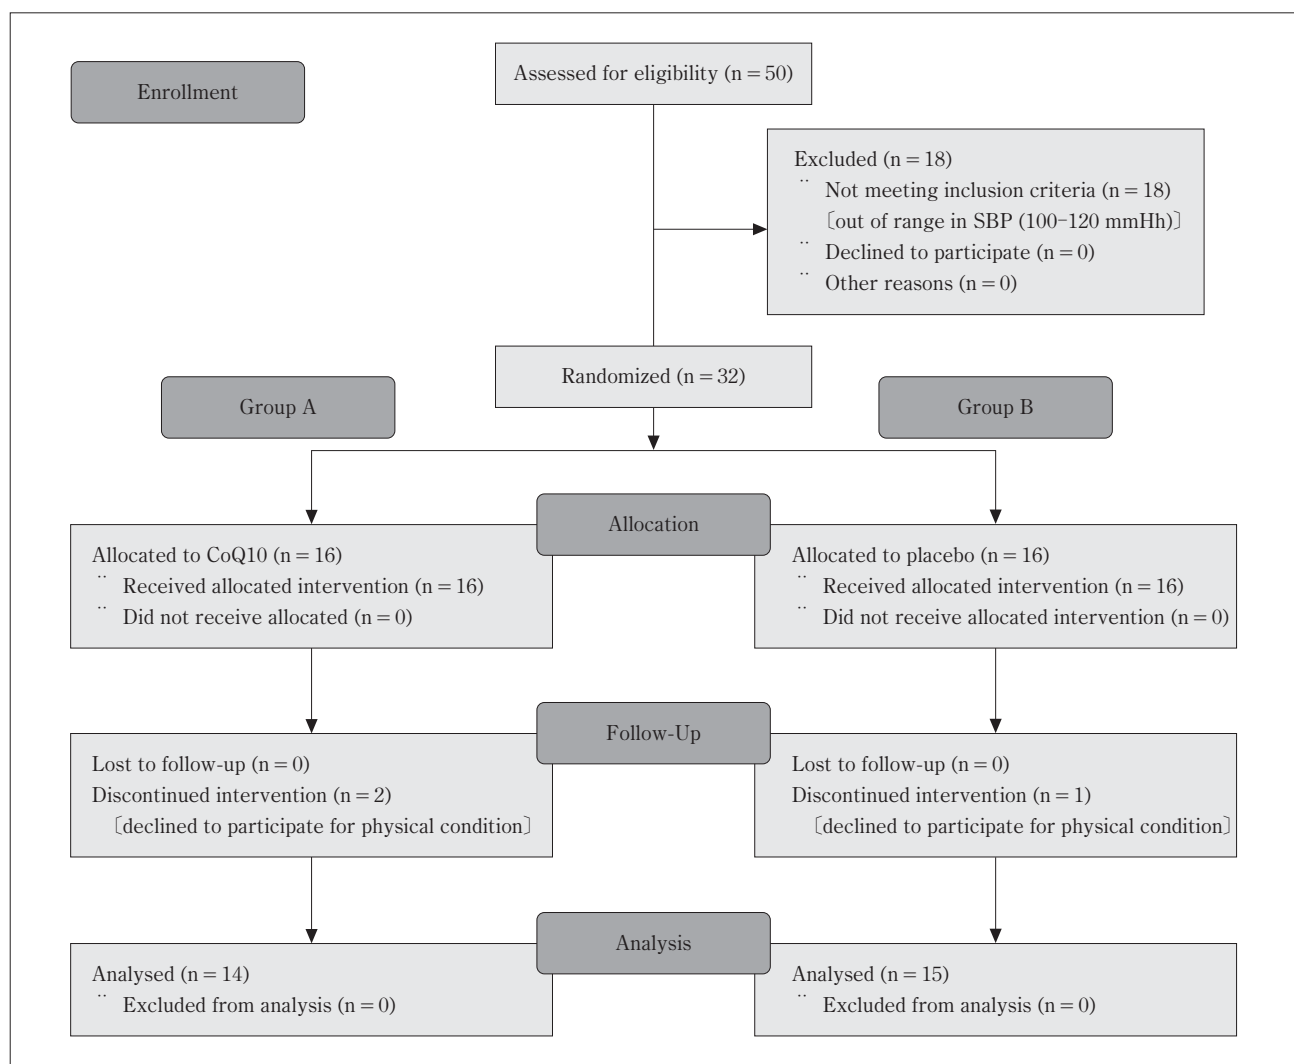 Enrollment
Assessed for eligibility (n = 50)
Excluded (n = 18)
¨ Not meeting inclusion criteria (n = 18)
〔out of range in SBP (100−120 mmHh)〕
¨ Declined to participate (n = 0)
¨ Other reasons (n = 0)
Randomized (n = 32)
Group A
Group B
Allocation
Allocated to CoQ10 (n = 16)
¨ Received allocated intervention (n = 16)
¨ Did not receive allocated (n = 0)
Allocated to placebo (n = 16)
¨ Received allocated intervention (n = 16)
¨ Did not receive allocated intervention (n = 0)
Follow-Up
Lost to follow-up (n = 0)
Discontinued intervention (n = 2)
〔declined to participate for physical condition〕
Lost to follow-up (n = 0)
Discontinued intervention (n = 1)
〔declined to participate for physical condition〕
Analysis
Analysed (n = 14)
¨ Excluded from analysis (n = 0)
Analysed (n = 15)
¨ Excluded from analysis (n = 0)